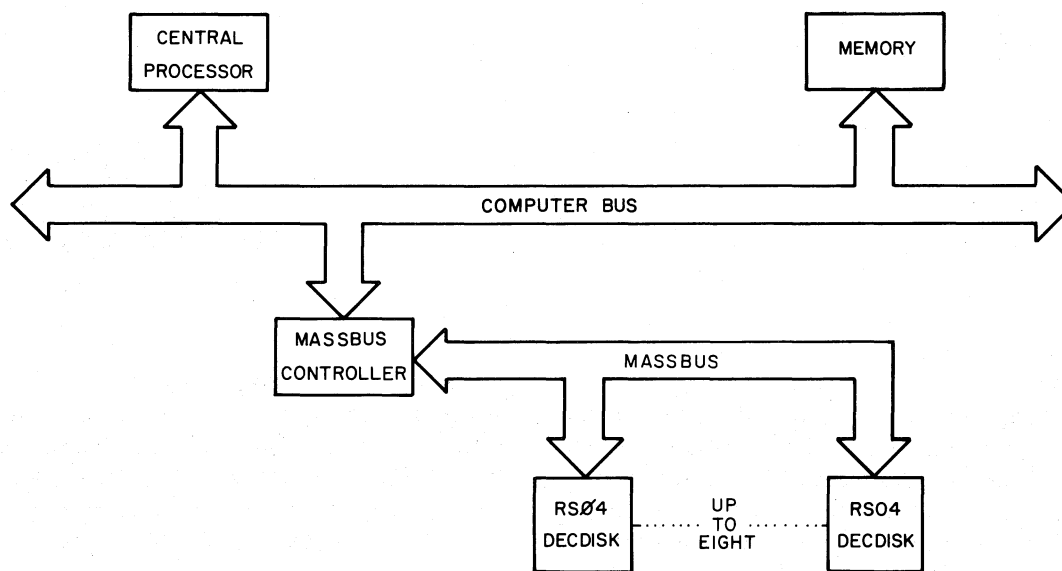 CENTRAL
PROCESSOR
MEMORY
COMPUTER BUS
MASSBUS
CONTROLLER
MASSBUS
RSØ4
DECDISK
UP
TO
EIGHT
RS04
DECDISK